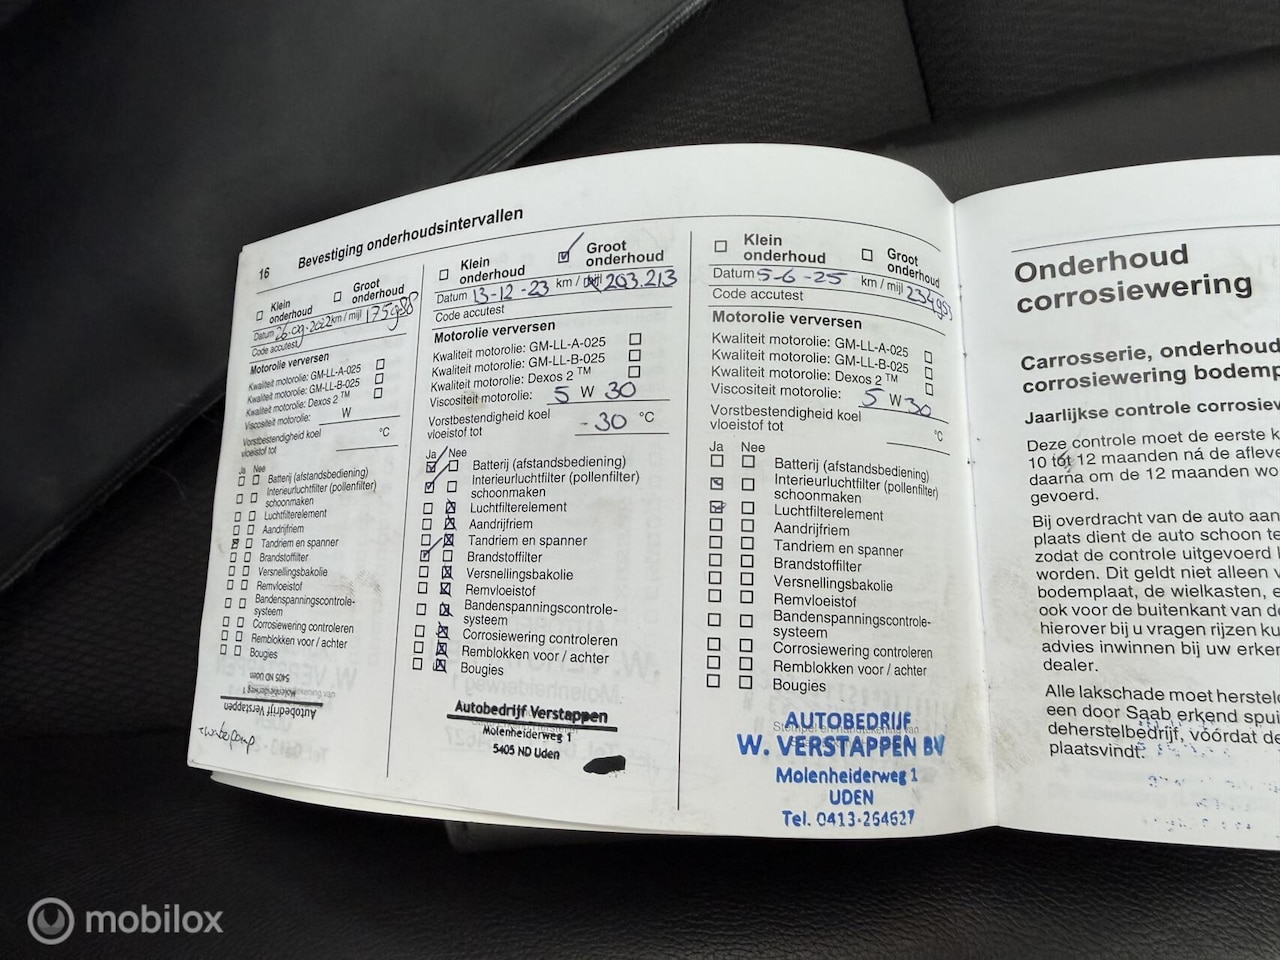 16 Bevestiging onderhoudsintervallen
Klein
onderhoud
Groot
onderhoud
Datum 26-09-2022 km / mijl 175988
Code accutest
Motorolie verversen
Kwaliteit motorolie: GM-LL-A-025
Kwaliteit motorolie: GM-LL-B-025
Kwaliteit motorolie: Dexos 2 TM
Viscositeit motorolie: W
Vorstbestendigheid koel
vloeistof tot °C
Ja Nee
Batterij (afstandsbediening)
Interieurluchtfilter (pollenfilter)
schoonmaken
Luchtfilterelement
Aandrijfriem
Tandriem en spanner
Brandstoffilter
Versnellingsbakolie
Remvloeistof
Bandenspanningscontrole-
systeem
Corrosiewering controleren
Remblokken voor / achter
Bougies
Autobedrijf Verstappen
Molenheiderweg 1
5405 ND Uden
Klein
onderhoud
Groot
onderhoud
Datum 13-12-23 km / mijl 203.213
Code accutest
Motorolie verversen
Kwaliteit motorolie: GM-LL-A-025
Kwaliteit motorolie: GM-LL-B-025
Kwaliteit motorolie: Dexos 2 TM
Viscositeit motorolie: 5 W 30
Vorstbestendigheid koel
vloeistof tot -30 °C
Ja Nee
Batterij (afstandsbediening)
Interieurluchtfilter (pollenfilter)
schoonmaken
Luchtfilterelement
Aandrijfriem
Tandriem en spanner
Brandstoffilter
Versnellingsbakolie
Remvloeistof
Bandenspanningscontrole-
systeem
Corrosiewering controleren
Remblokken voor / achter
Bougies
Autobedrijf Verstappen
Molenheiderweg 1
5405 ND Uden
Klein
onderhoud
Groot
onderhoud
Datum 5-6-25 km / mijl 234953
Code accutest
Motorolie verversen
Kwaliteit motorolie: GM-LL-A-025
Kwaliteit motorolie: GM-LL-B-025
Kwaliteit motorolie: Dexos 2 TM
Viscositeit motorolie: 5 W 30
Vorstbestendigheid koel
vloeistof tot °C
Ja Nee
Batterij (afstandsbediening)
Interieurluchtfilter (pollenfilter)
schoonmaken
Luchtfilterelement
Aandrijfriem
Tandriem en spanner
Brandstoffilter
Versnellingsbakolie
Remvloeistof
Bandenspanningscontrole-
systeem
Corrosiewering controleren
Remblokken voor / achter
Bougies
AUTOBEDRIJF
W. VERSTAPPEN BV
Molenheiderweg 1
UDEN
Tel. 0413-264627
Onderhoud
corrosiewering
Carrosserie, onderhoud
corrosiewering bodemp
Jaarlijkse controle corrosiew
Deze controle moet de eerste k
10 tot 12 maanden ná de afleve
daarna om de 12 maanden wo
gevoerd.
Bij overdracht van de auto aan
plaats dient de auto schoon te
zodat de controle uitgevoerd
worden. Dit geldt niet alleen v
bodemplaat, de wielkasten, e
ook voor de buitenkant van de
hierover bij u vragen rijzen ku
advies inwinnen bij uw erker
dealer.
Alle lakschade moet herstelc
een door Saab erkend spui
deherstelbedrijf, vóórdat de
plaatsvindt.
mobilox